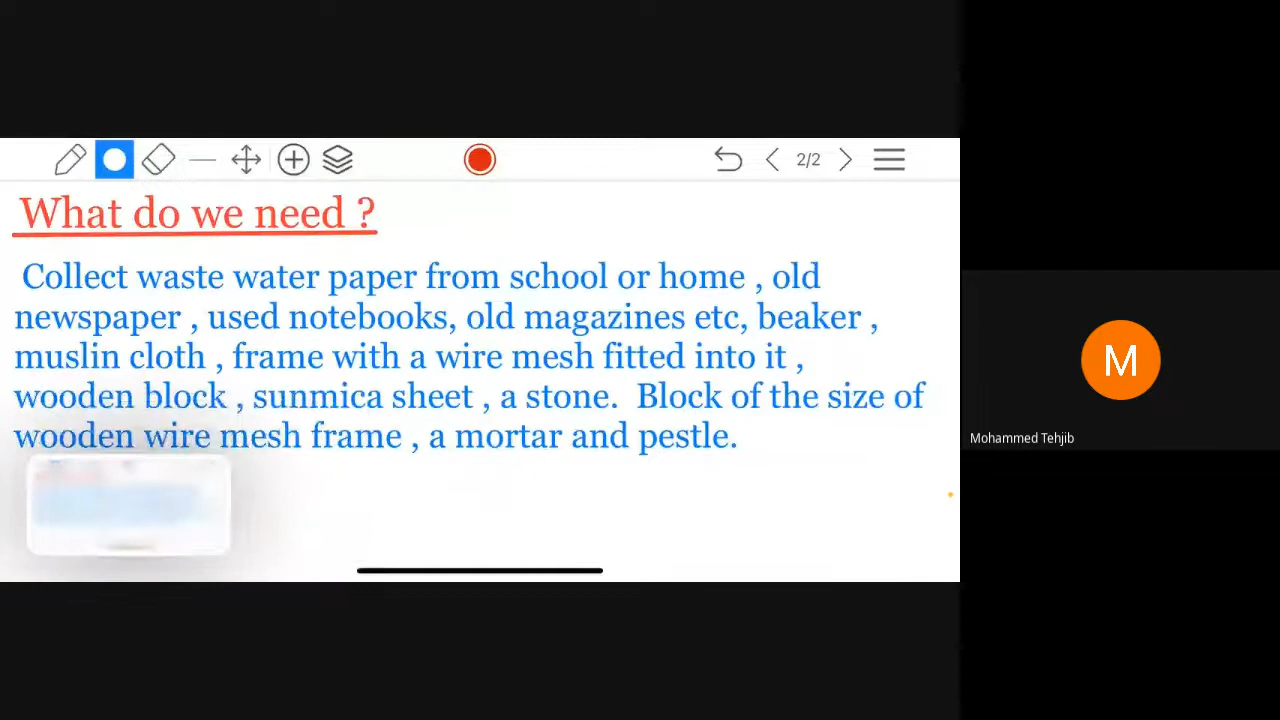 2/2
What do we need ?
Collect waste water paper from school or home , old
newspaper , used notebooks, old magazines etc, beaker ,
muslin cloth , frame with a wire mesh fitted into it ,
wooden block , sunmica sheet , a stone. Block of the size of
wooden wire mesh frame , a mortar and pestle.
M
Mohammed Tehjib